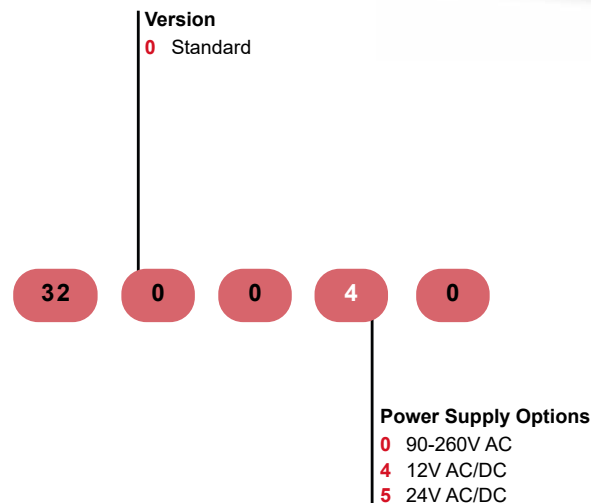 Version
0 Standard
32 0 0 4 0
Power Supply Options
0 90-260V AC
4 12V AC/DC
5 24V AC/DC